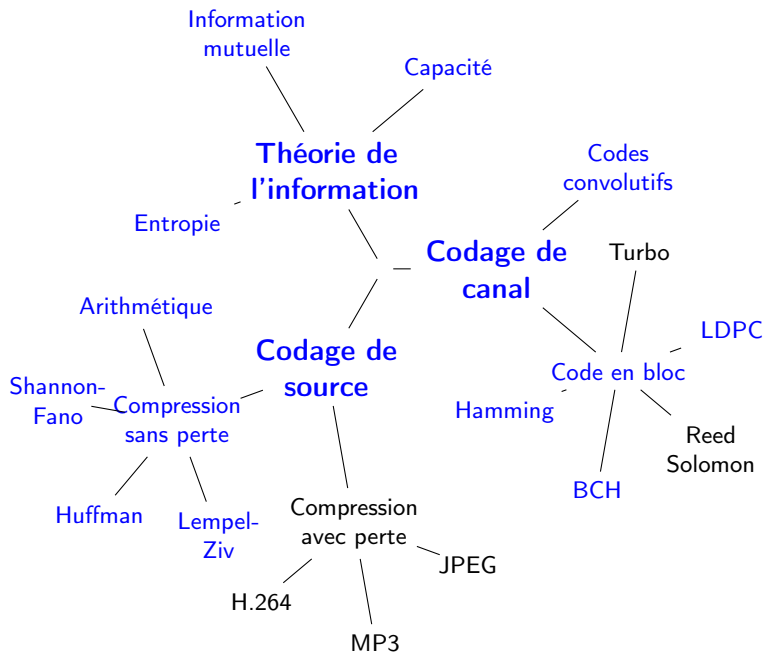 Information
mutuelle
Capacité
Théorie de
l'information
Entropie
Codes
convolutifs
Codage de
canal
Turbo
LDPC
Code en bloc
Hamming
Reed
Solomon
BCH
Arithmétique
Codage de
source
Shannon-
Fano
Compression
sans perte
Huffman
Lempel-
Ziv
Compression
avec perte
JPEG
H.264
MP3